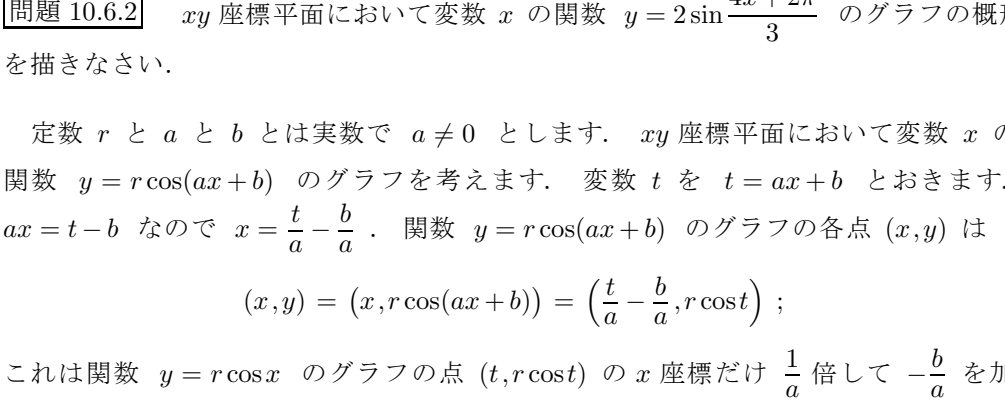 問題 10.6.2 xy 座標平面において変数 x の関数 y = 2 sin (4x + 2π)/3 のグラフの概形
を描きなさい.
定数 r と a と b とは実数で a ≠ 0 とします. xy 座標平面において変数 x の
関数 y = r cos(ax+b) のグラフを考えます. 変数 t を t = ax+b とおきます.
ax = t−b なので x = t/a − b/a . 関数 y = r cos(ax+b) のグラフの各点 (x,y) は
(x,y) = (x, r cos(ax+b)) = (t/a − b/a, r cos t) ;
これは関数 y = r cos x のグラフの点 (t, r cos t) の x 座標だけ 1/a 倍して −b/a を加